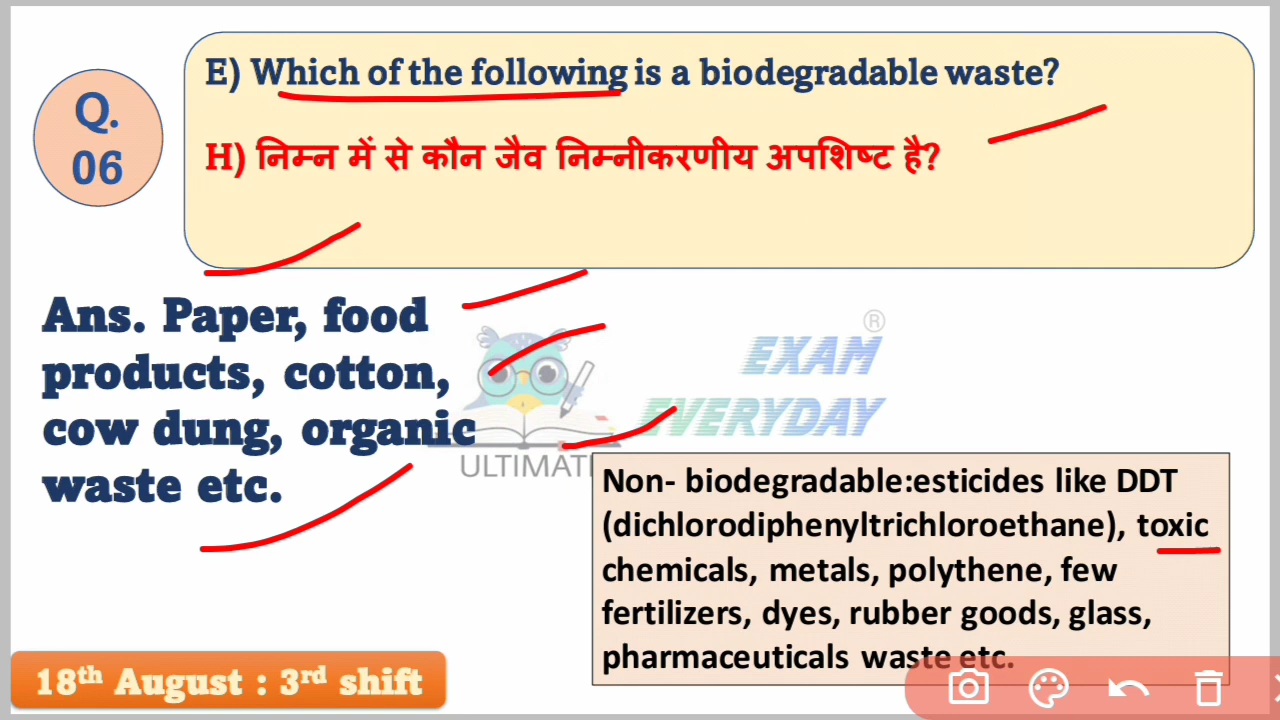 Q.
06
E) Which of the following is a biodegradable waste?
H) निम्न में से कौन जैव निम्नीकरणीय अपशिष्ट है?
Ans. Paper, food
products, cotton,
cow dung, organic
waste etc.
®
EXAM
EVERYDAY
ULTIMAT
Non- biodegradable:esticides like DDT
(dichlorodiphenyltrichloroethane), toxic
chemicals, metals, polythene, few
fertilizers, dyes, rubber goods, glass,
pharmaceuticals waste etc.
18th August : 3rd shift